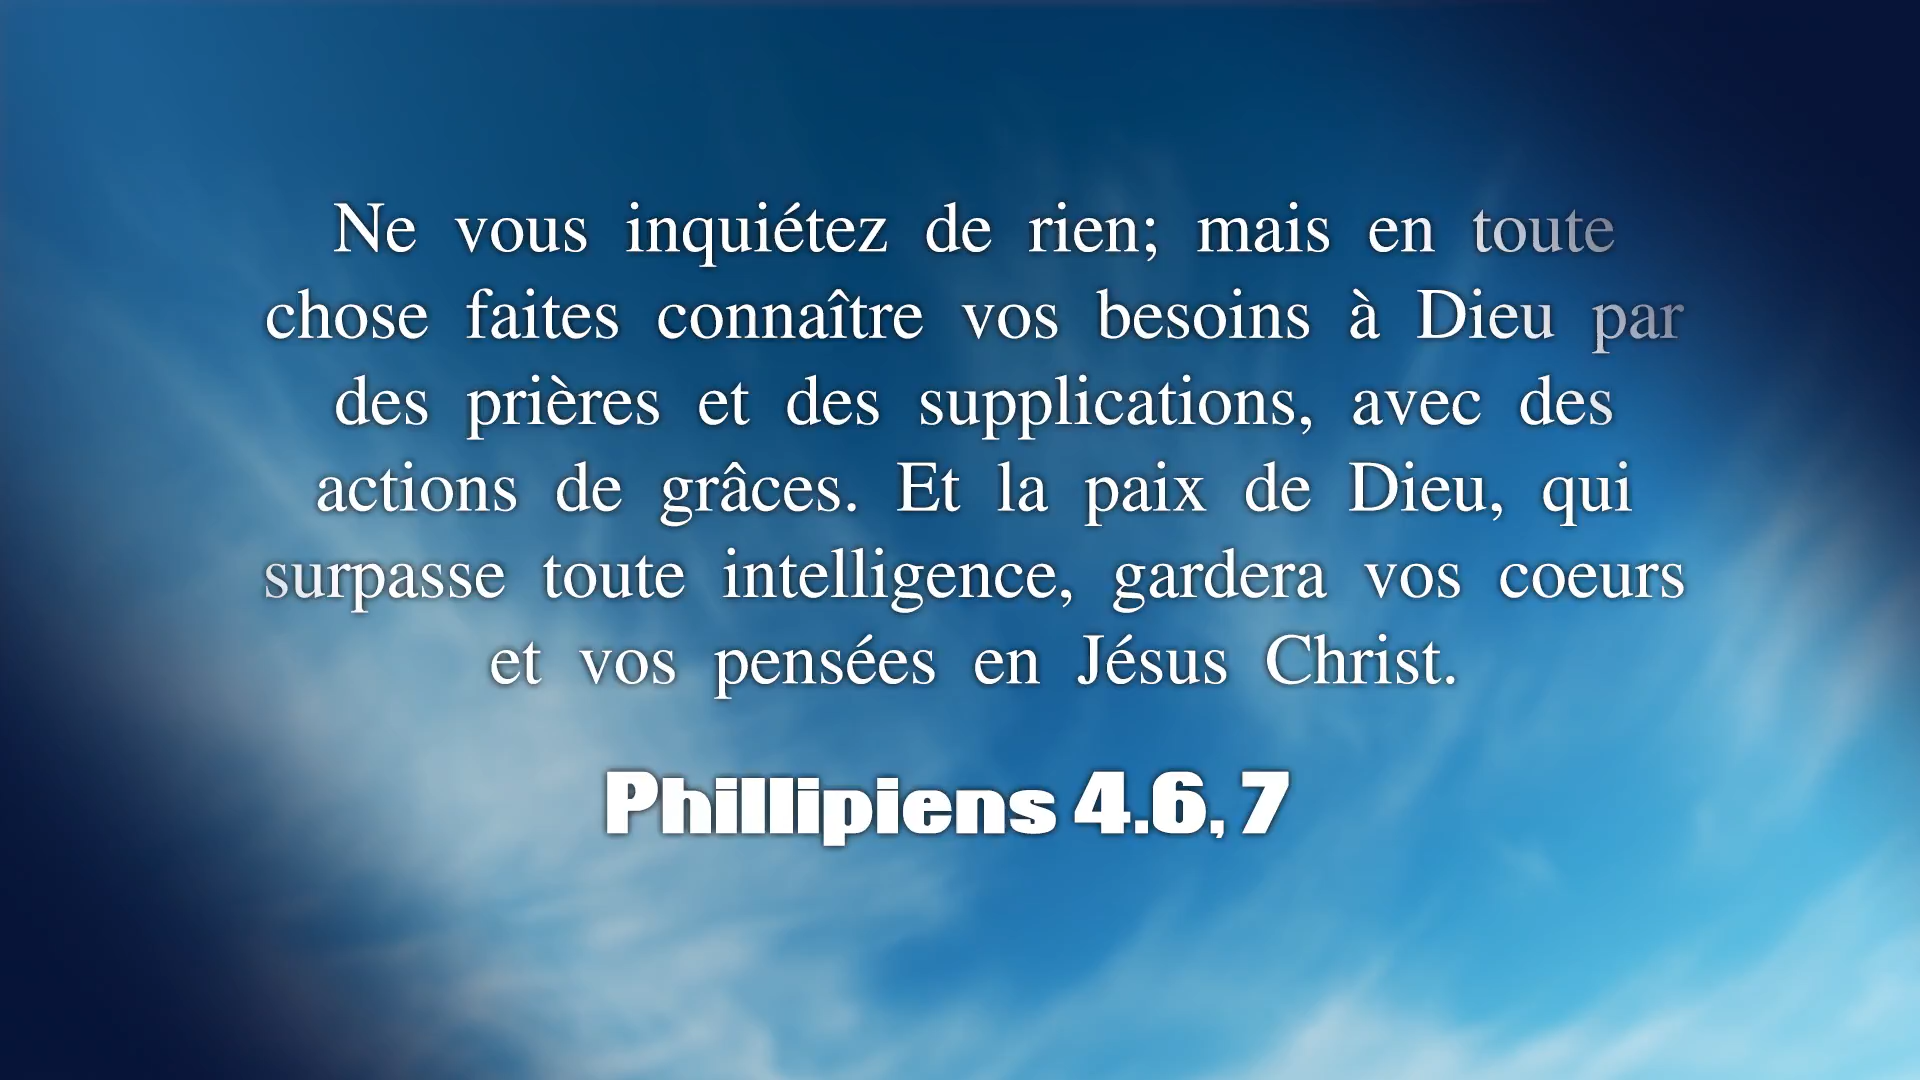 Ne vous inquiétez de rien; mais en toute
chose faites connaître vos besoins à Dieu par
des prières et des supplications, avec des
actions de grâces. Et la paix de Dieu, qui
surpasse toute intelligence, gardera vos coeurs
et vos pensées en Jésus Christ.
Phillipiens 4.6, 7